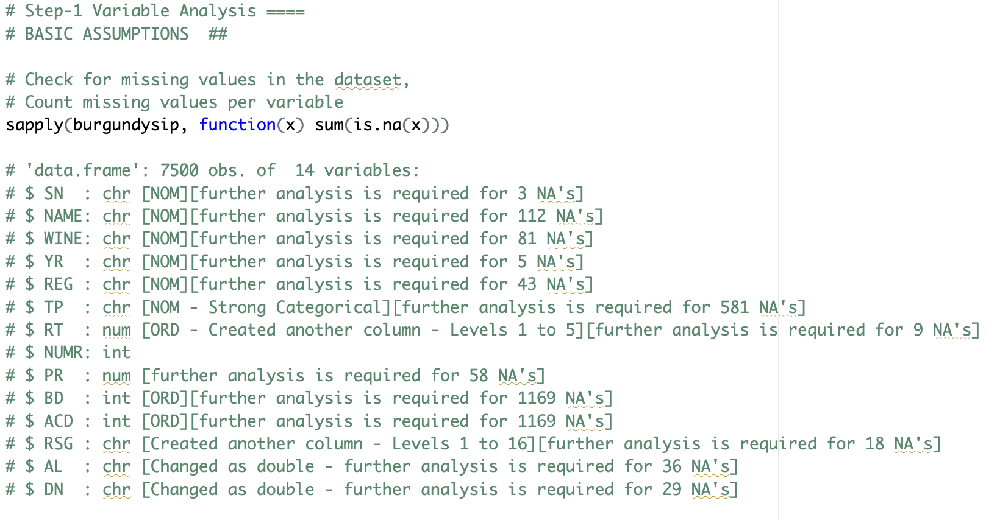 # Step-1 Variable Analysis ====
# BASIC ASSUMPTIONS  ##
# Check for missing values in the dataset,
# Count missing values per variable
sapply(burgundysip, function(x) sum(is.na(x)))
# 'data.frame': 7500 obs. of  14 variables:
# $ SN  : chr [NOM][further analysis is required for 3 NA's]
# $ NAME: chr [NOM][further analysis is required for 112 NA's]
# $ WINE: chr [NOM][further analysis is required for 81 NA's]
# $ YR  : chr [NOM][further analysis is required for 5 NA's]
# $ REG : chr [NOM][further analysis is required for 43 NA's]
# $ TP  : chr [NOM - Strong Categorical][further analysis is required for 581 NA's]
# $ RT  : num [ORD - Created another column - Levels 1 to 5][further analysis is required for 9 NA's]
# $ NUMR: int
# $ PR  : num [further analysis is required for 58 NA's]
# $ BD  : int [ORD][further analysis is required for 1169 NA's]
# $ ACD : int [ORD][further analysis is required for 1169 NA's]
# $ RSG : chr [Created another column - Levels 1 to 16][further analysis is required for 18 NA's]
# $ AL  : chr [Changed as double - further analysis is required for 36 NA's]
# $ DN  : chr [Changed as double - further analysis is required for 29 NA's]